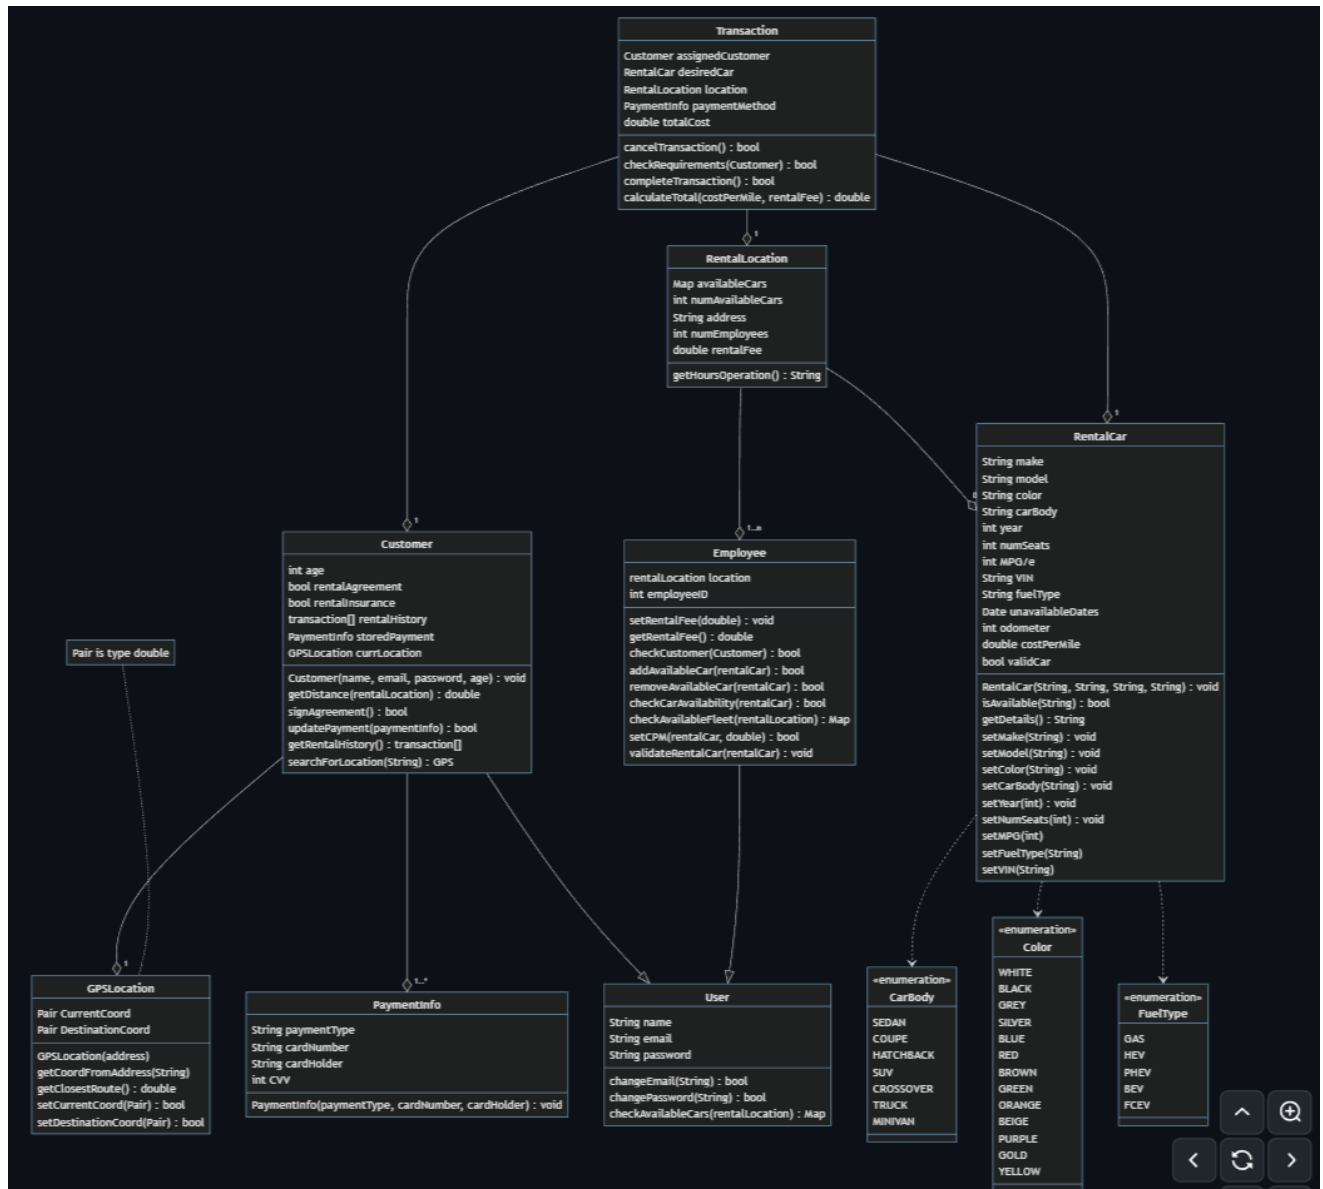 Transaction
Customer assignedCustomer
RentalCar desiredCar
RentalLocation location
PaymentInfo paymentMethod
double totalCost
cancelTransaction() : bool
checkRequirements(Customer) : bool
completeTransaction() : bool
calculateTotal(costPerMile, rentalFee) : double
1
RentalLocation
Map availableCars
int numAvailableCars
String address
int numEmployees
double rentalFee
getHoursOperation() : String
1
RentalCar
String make
String model
String color
String carBody
int year
int numSeats
int MPG/e
String VIN
String fuelType
Date unavailableDates
int odometer
double costPerMile
bool validCar
RentalCar(String, String, String, String) : void
isAvailable(String) : bool
getDetails() : String
setMake(String) : void
setModel(String) : void
setColor(String) : void
setCarBody(String) : void
setYear(int) : void
setNumSeats(int) : void
setMPG(int)
setFuelType(String)
setVIN(String)
1
Customer
int age
bool rentalAgreement
bool rentalInsurance
transaction[] rentalHistory
PaymentInfo storedPayment
GPSLocation currLocation
Customer(name, email, password, age) : void
getDistance(rentalLocation) : double
signAgreement() : bool
updatePayment(paymentInfo) : bool
getRentalHistory() : transaction[]
searchForLocation(String) : GPS
1...n
Employee
rentalLocation location
int employeeID
setRentalFee(double) : void
getRentalFee() : double
checkCustomer(Customer) : bool
addAvailableCar(rentalCar) : bool
removeAvailableCar(rentalCar) : bool
checkCarAvailability(rentalCar) : bool
checkAvailableFleet(rentalLocation) : Map
setCPM(rentalCar, double) : bool
validateRentalCar(rentalCar) : void
Pair is type double
1
GPSLocation
Pair CurrentCoord
Pair DestinationCoord
GPSLocation(address)
getCoordFromAddress(String)
getClosestRoute() : double
setCurrentCoord(Pair) : bool
setDestinationCoord(Pair) : bool
1...*
PaymentInfo
String paymentType
String cardNumber
String cardHolder
int CVV
PaymentInfo(paymentType, cardNumber, cardHolder) : void
User
String name
String email
String password
changeEmail(String) : bool
changePassword(String) : bool
checkAvailableCars(rentalLocation) : Map
«enumeration»
CarBody
SEDAN
COUPE
HATCHBACK
SUV
CROSSOVER
TRUCK
MINIVAN
«enumeration»
Color
WHITE
BLACK
GREY
SILVER
BLUE
RED
BROWN
GREEN
ORANGE
BEIGE
PURPLE
GOLD
YELLOW
«enumeration»
FuelType
GAS
HEV
PHEV
BEV
FCEV